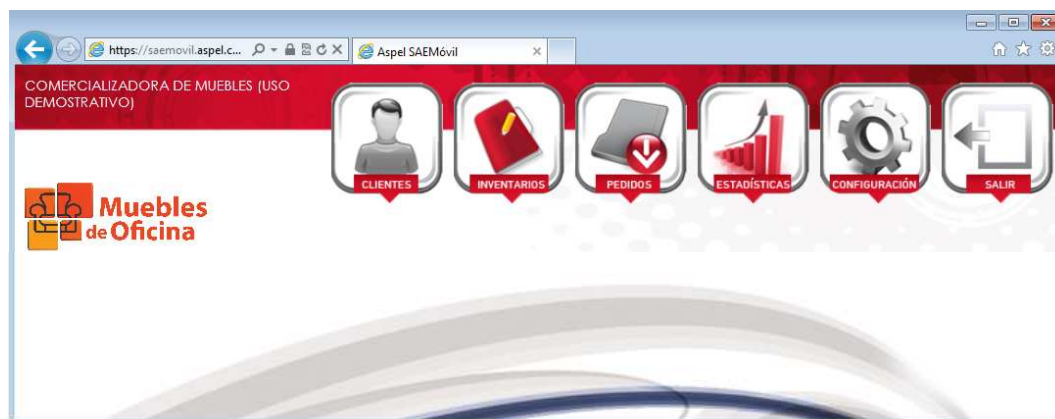 https://saemovil.aspel.c...
Aspel SAEMóvil
COMERCIALIZADORA DE MUEBLES (USO
DEMOSTRATIVO)
CLIENTES
INVENTARIOS
PEDIDOS
ESTADÍSTICAS
CONFIGURACIÓN
SALIR
Muebles
de Oficina